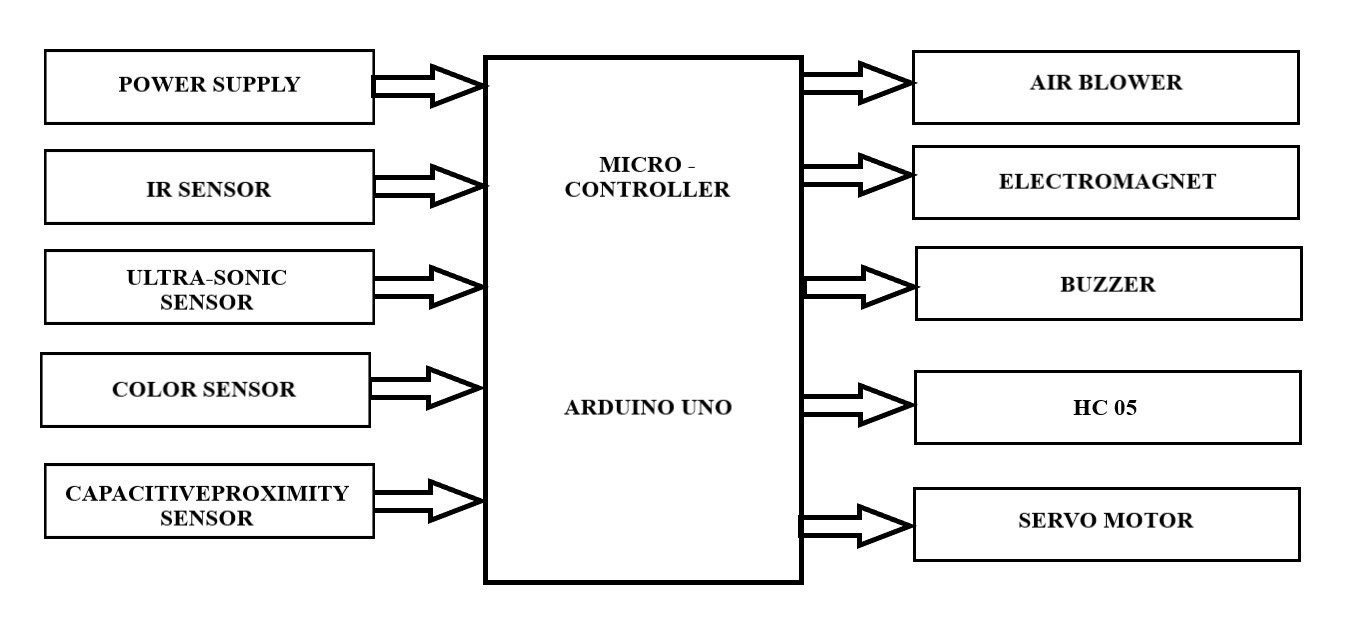 POWER SUPPLY
IR SENSOR
ULTRA-SONIC
SENSOR
COLOR SENSOR
CAPACITIVEPROXIMITY
SENSOR
MICRO -
CONTROLLER
ARDUINO UNO
AIR BLOWER
ELECTROMAGNET
BUZZER
HC 05
SERVO MOTOR